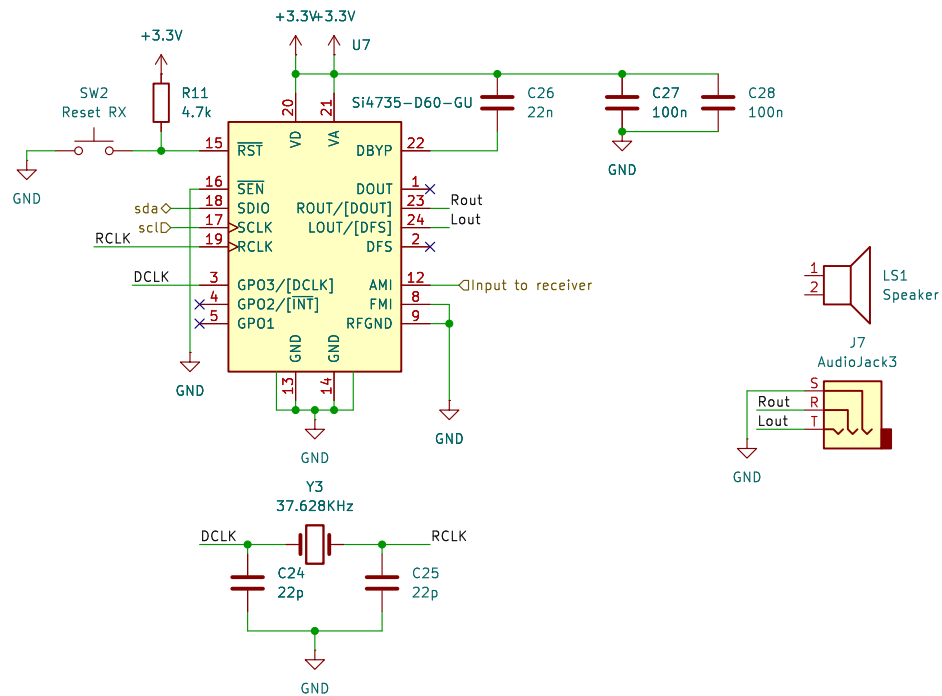 +3.3V+3.3V
+3.3V
U7
SW2
Reset RX
R11
4.7k
20
21
Si4735-D60-GU
C26
22n
C27
100n
C28
100n
VD
VA
15
RST
DBYP
22
GND
GND
16
SEN
DOUT
1
sda
18
SDIO
ROUT/[DOUT]
23
Rout
scl
17
SCLK
LOUT/[DFS]
24
Lout
RCLK
19
RCLK
DFS
2
DCLK
3
GPO3/[DCLK]
AMI
12
Input to receiver
4
GPO2/[INT]
FMI
8
5
GPO1
RFGND
9
1
2
LS1
Speaker
GND
GND
13
14
GND
GND
GND
J7
AudioJack3
S
Rout
R
Lout
T
GND
Y3
37.628KHz
DCLK
RCLK
C24
22p
C25
22p
GND